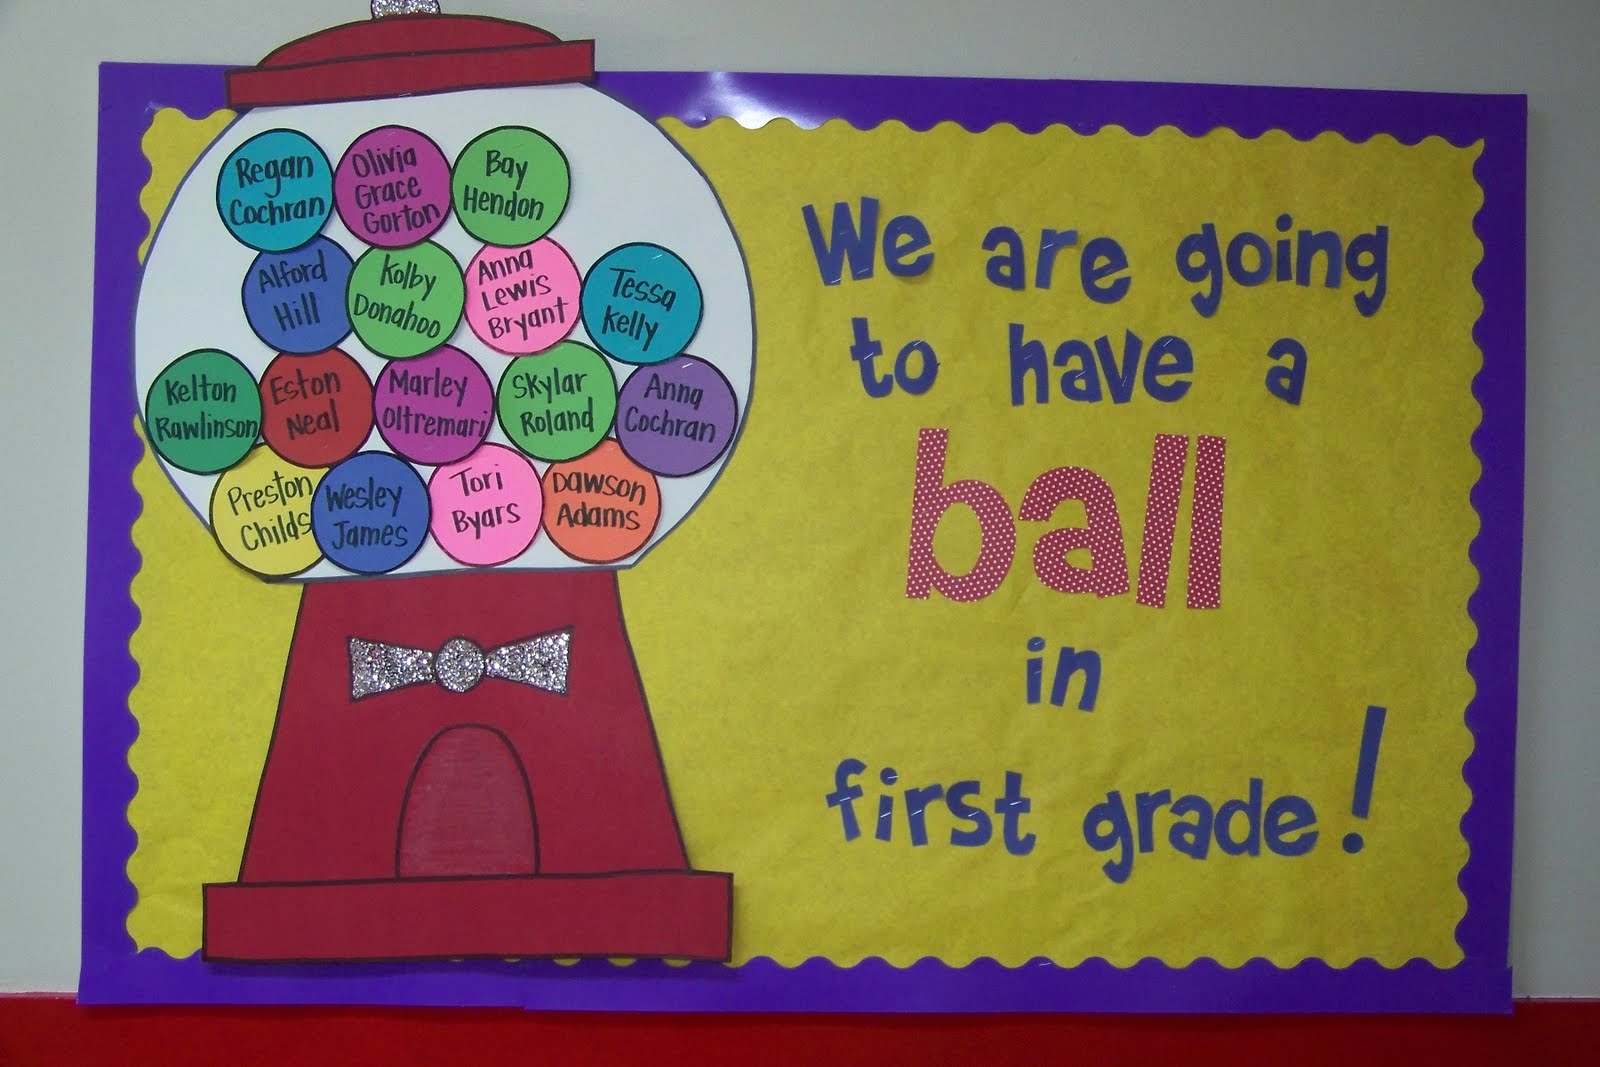 Regan
Cochran
Olivia
Grace
Gorton
Bay
Hendon
Alford
Hill
Kolby
Donahoo
Anna
Lewis
Bryant
Tessa
Kelly
Kelton
Rawlinson
Eston
Neal
Marley
Oltremari
Skylar
Roland
Anna
Cochran
Preston
Childs
Wesley
James
Tori
Byars
Dawson
Adams
We are going
to have a
ball
in
first grade!